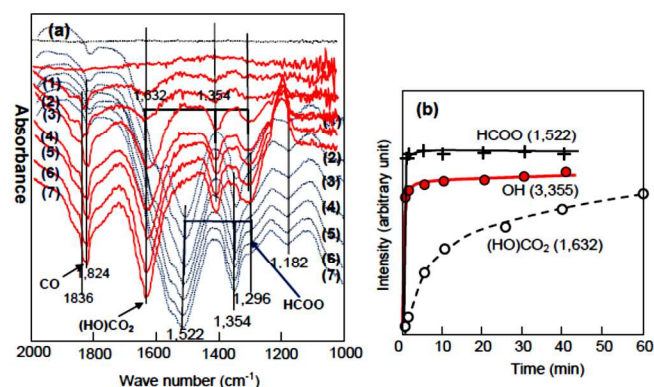 (a)
Absorbance
(1)
(2)
(3)
(4)
(5)
(6)
(7)
1,632
1,354
(2)
(3)
(4)
(5)
(6)
(7)
CO
1,824
1836
(HO)CO₂
1,522
1,354
1,296
1.182
HCOO
2000 1800 1600 1400 1200 1000
Wave number (cm⁻¹)
(b)
Intensity (arbitrary unit)
HCOO (1,522)
OH (3,355)
(HO)CO₂ (1,632)
0 10 20 30 40 50 60
Time (min)